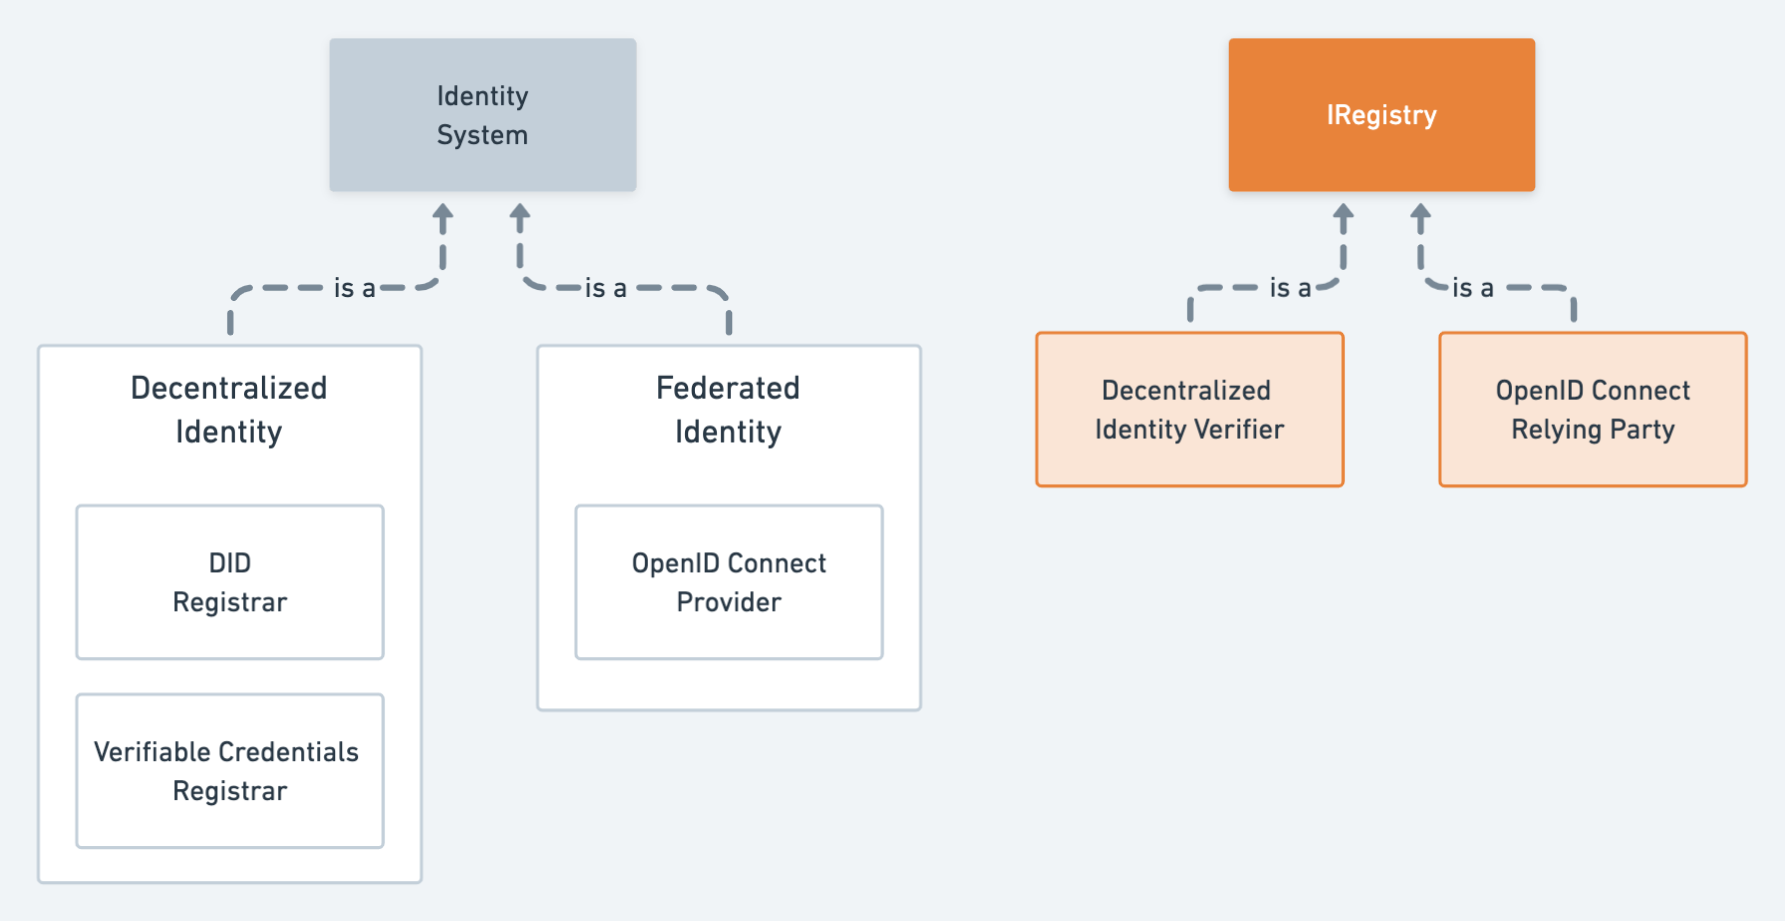 Identity
System
IRegistry
is a
is a
is a
is a
Decentralized
Identity
Federated
Identity
Decentralized
Identity Verifier
OpenID Connect
Relying Party
DID
Registrar
OpenID Connect
Provider
Verifiable Credentials
Registrar